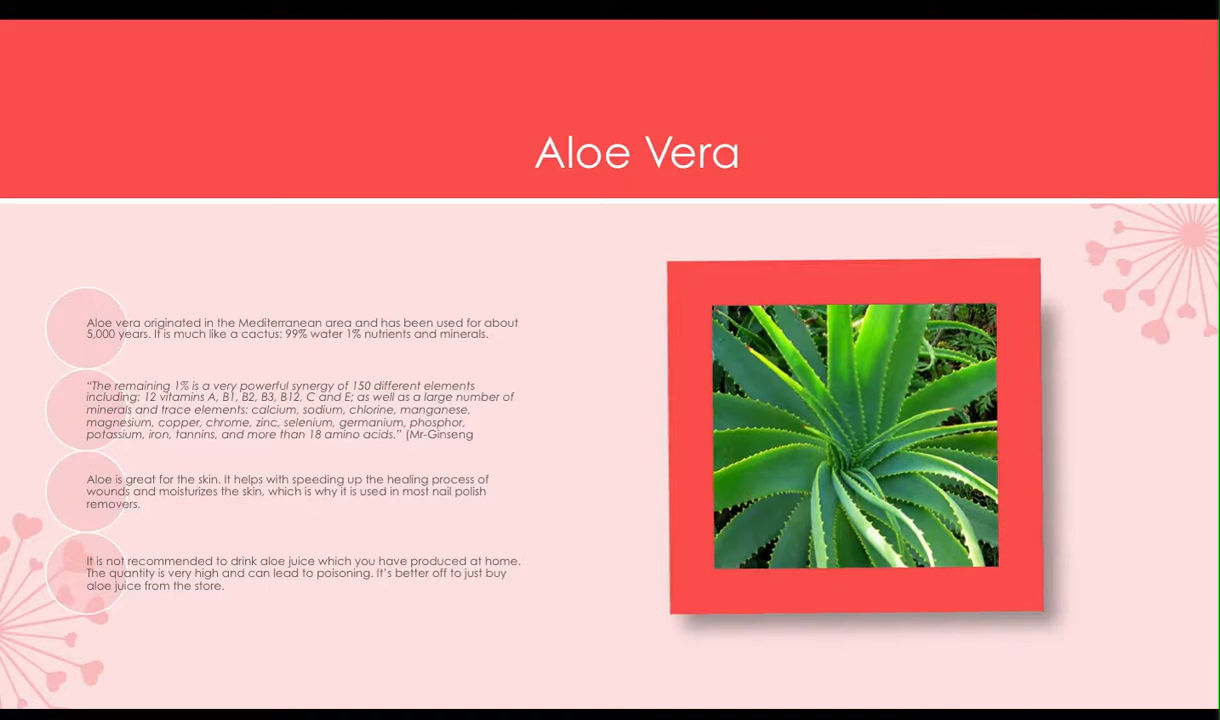 Aloe Vera
Aloe vera originated in the Mediterranean area and has been used for about
5,000 years. It is much like a cactus: 99% water 1% nutrients and minerals.
“The remaining 1% is a very powerful synergy of 150 different elements
including: 12 vitamins A, B1, B2, B3, B12, C and E; as well as a large number of
minerals and trace elements: calcium, sodium, chlorine, manganese,
magnesium, copper, chrome, zinc, selenium, germanium, phosphor,
potassium, iron, tannins, and more than 18 amino acids.” (Mr-Ginseng
Aloe is great for the skin. It helps with speeding up the healing process of
wounds and moisturizes the skin, which is why it is used in most nail polish
removers.
It is not recommended to drink aloe juice which you have produced at home.
The quantity is very high and can lead to poisoning. It’s better off to just buy
aloe juice from the store.